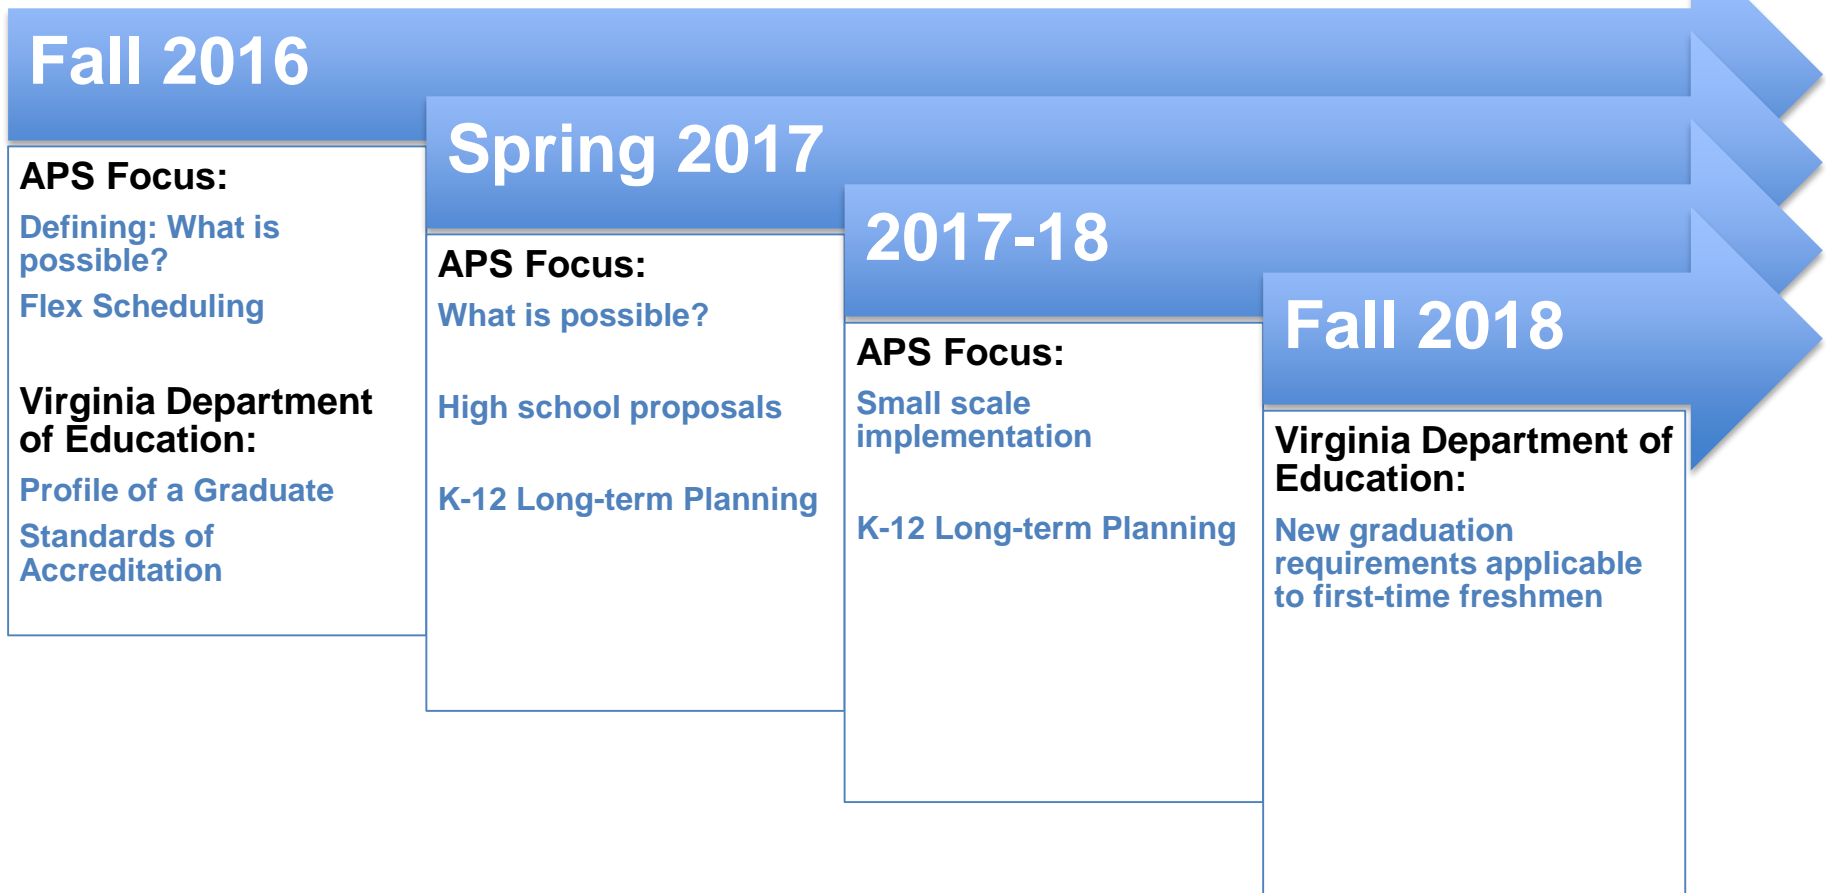 Fall 2016
APS Focus:
Defining: What is
possible?
Flex Scheduling
Virginia Department
of Education:
Profile of a Graduate
Standards of
Accreditation
Spring 2017
APS Focus:
What is possible?
High school proposals
K-12 Long-term Planning
2017-18
APS Focus:
Small scale
implementation
K-12 Long-term Planning
Fall 2018
Virginia Department of
Education:
New graduation
requirements applicable
to first-time freshmen